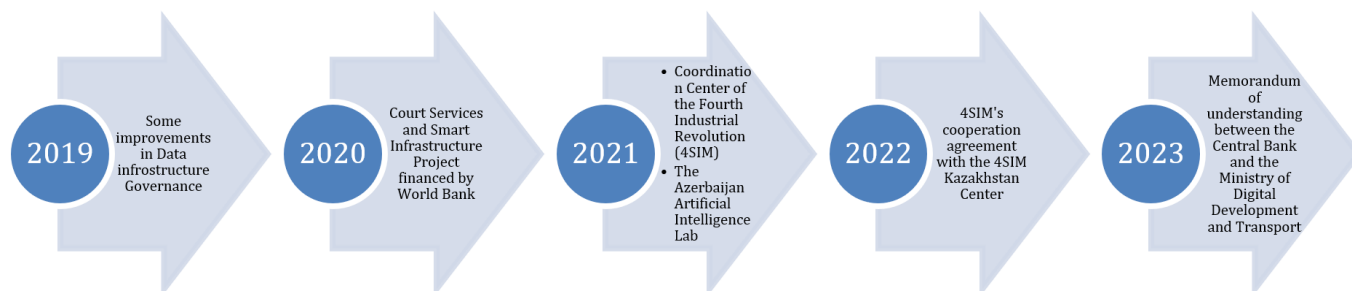 2019
Some
improvements
in Data
infrostructure
Governance
2020
Court Services
and Smart
Infrastructure
Project
financed by
World Bank
2021
• Coordinatio
n Center of
the Fourth
Industrial
Revolution
(4SIM)
• The
Azerbaijan
Artificial
Intelligence
Lab
2022
4SIM's
cooperation
agreement
with the 4SIM
Kazakhstan
Center
2023
Memorandum
of
understanding
between the
Central Bank
and the
Ministry of
Digital
Development
and Transport